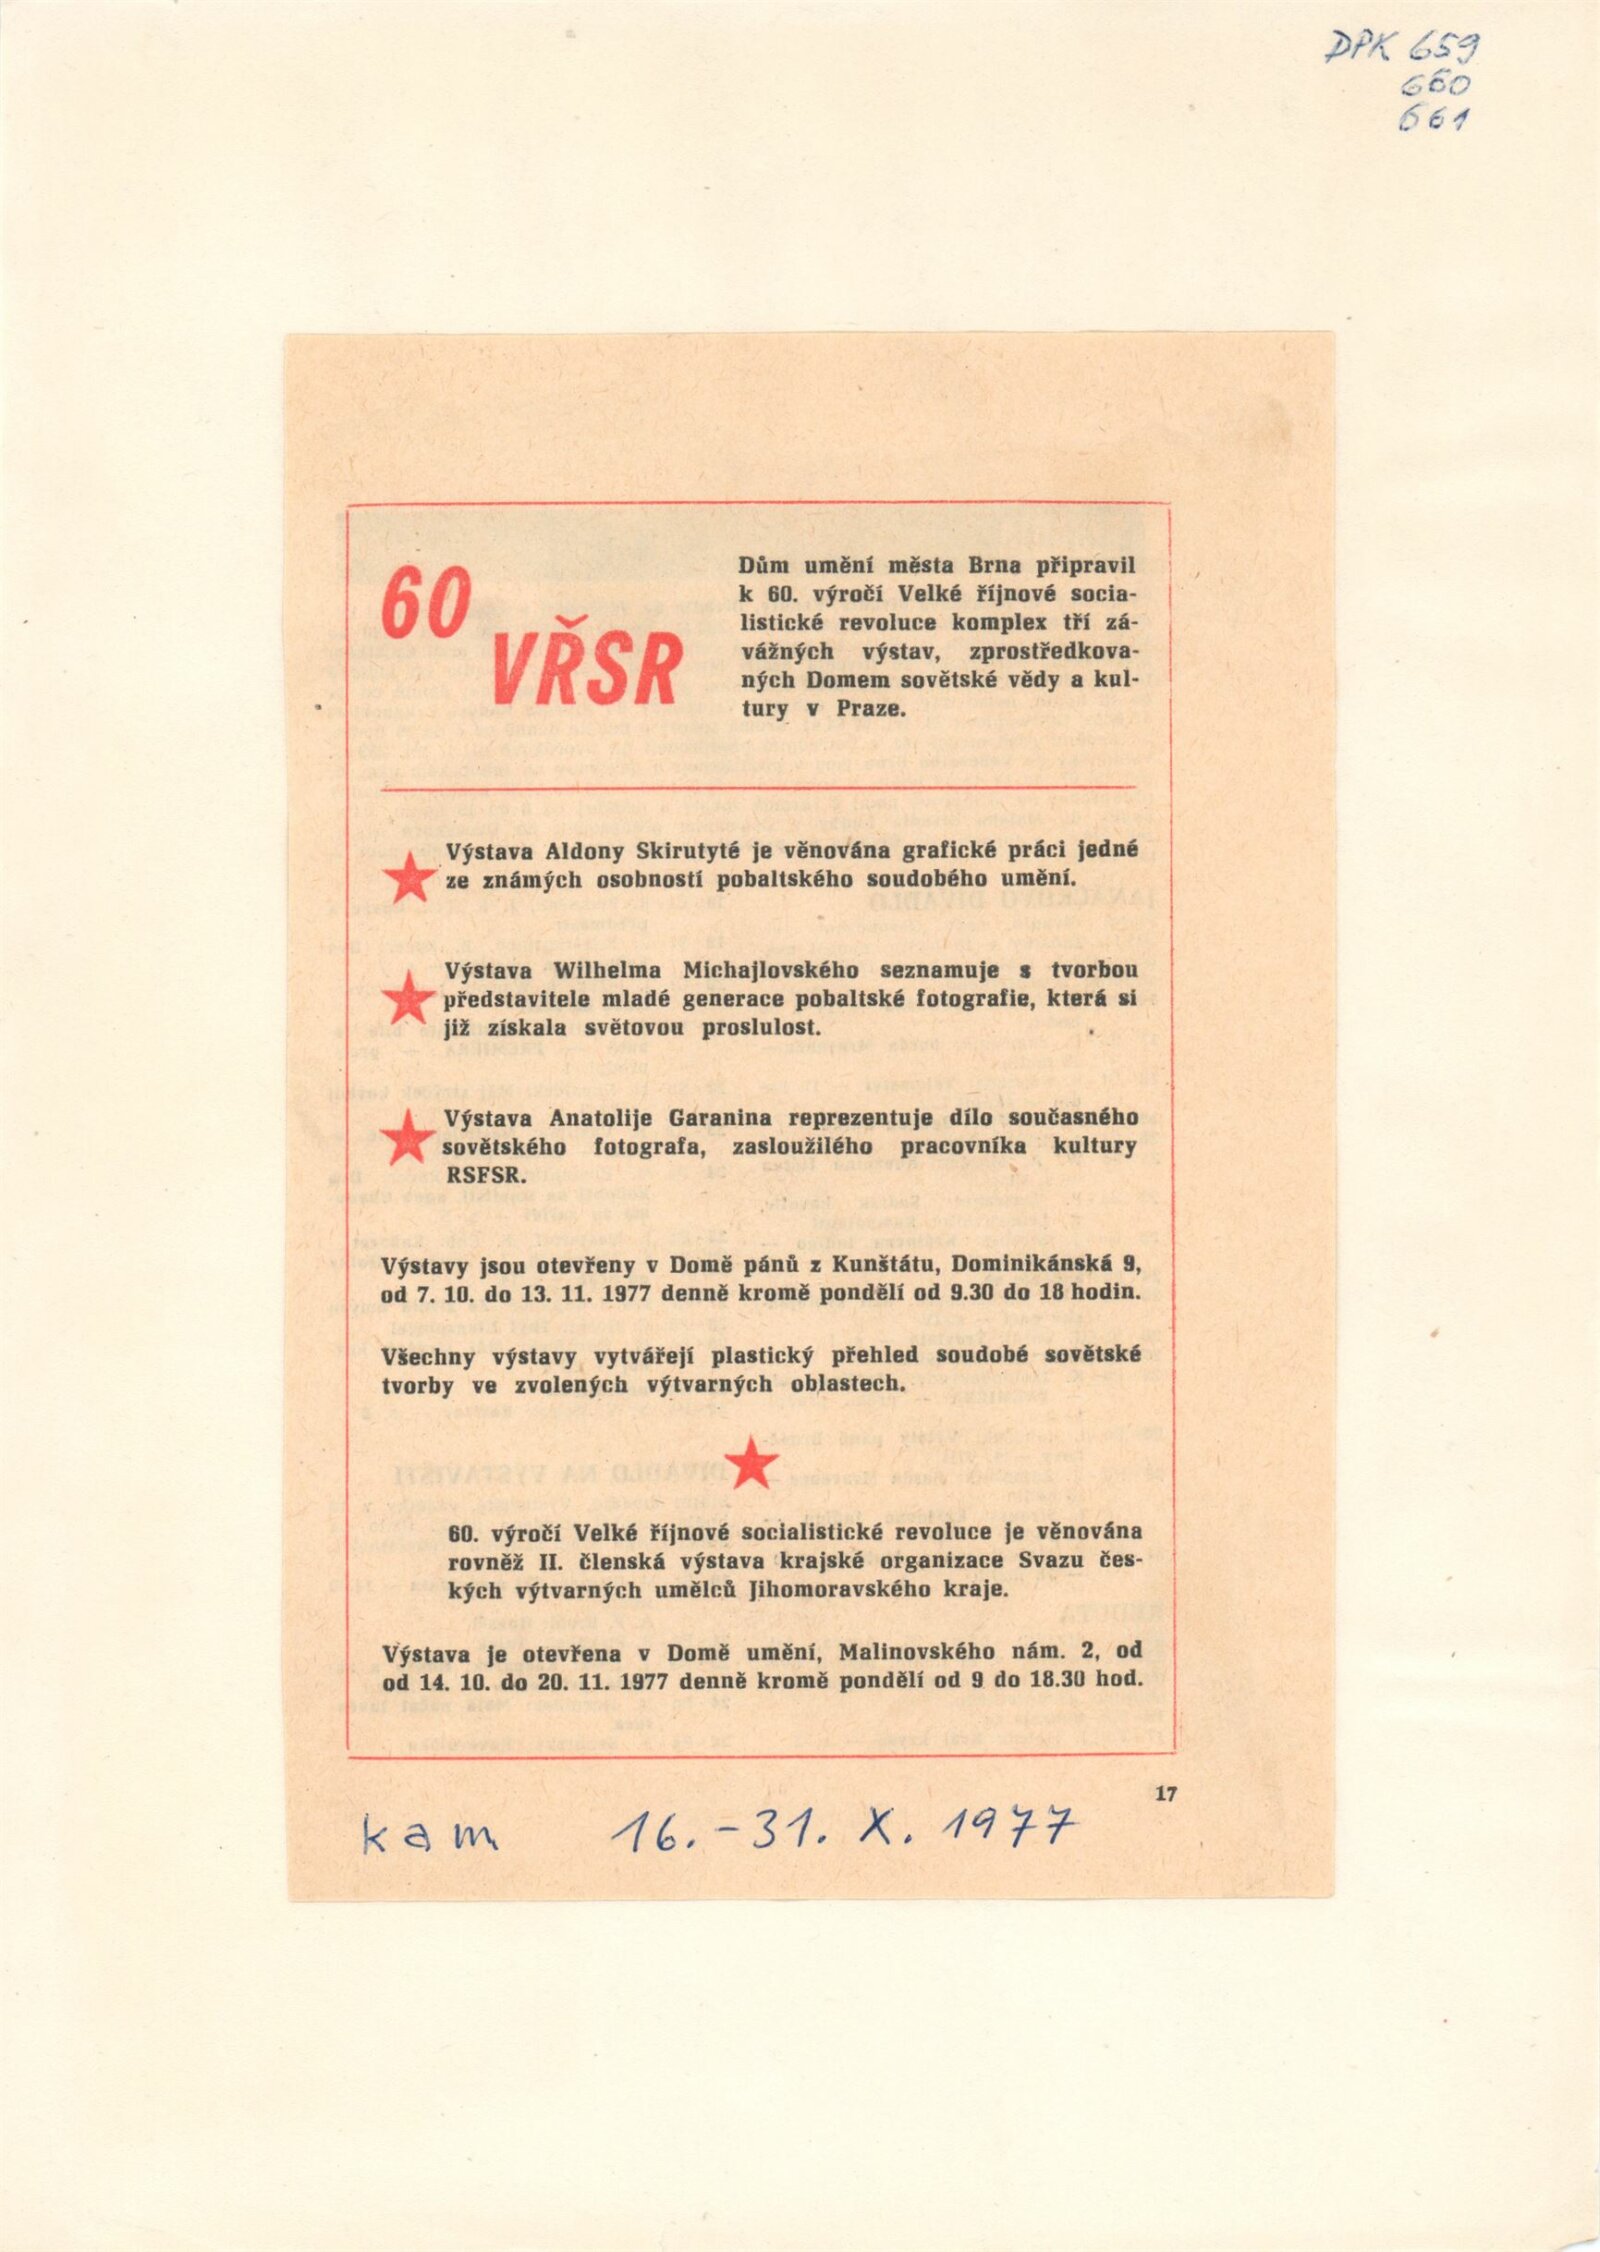 DPK 659
660
661
60
VŘSR
Dům umění města Brna připravil
k 60. výročí Velké říjnové socia-
listické revoluce komplex tří zá-
vážných výstav, zprostředkova-
ných Domem sovětské vědy a kul-
tury v Praze.
Výstava Aldony Skirutyté je věnována grafické práci jedné
ze známých osobností pobaltského soudobého umění.
Výstava Wilhelma Michajlovského seznamuje s tvorbou
představitele mladé generace pobaltské fotografie, která si
již získala světovou proslulost.
Výstava Anatolije Garanina reprezentuje dílo současného
sovětského fotografa, zasloužilého pracovníka kultury
RSFSR.
Výstavy jsou otevřeny v Domě pánů z Kunštátu, Dominikánská 9,
od 7. 10. do 13. 11. 1977 denně kromě pondělí od 9.30 do 18 hodin.
Všechny výstavy vytvářejí plastický přehled soudobé sovětské
tvorby ve zvolených výtvarných oblastech.
60. výročí Velké říjnové socialistické revoluce je věnována
rovněž II. členská výstava krajské organizace Svazu čes-
kých výtvarných umělců Jihomoravského kraje.
Výstava je otevřena v Domě umění, Malinovského nám. 2, od
od 14. 10. do 20. 11. 1977 denně kromě pondělí od 9 do 18.30 hod.
17
kam 16.-31. X. 1977